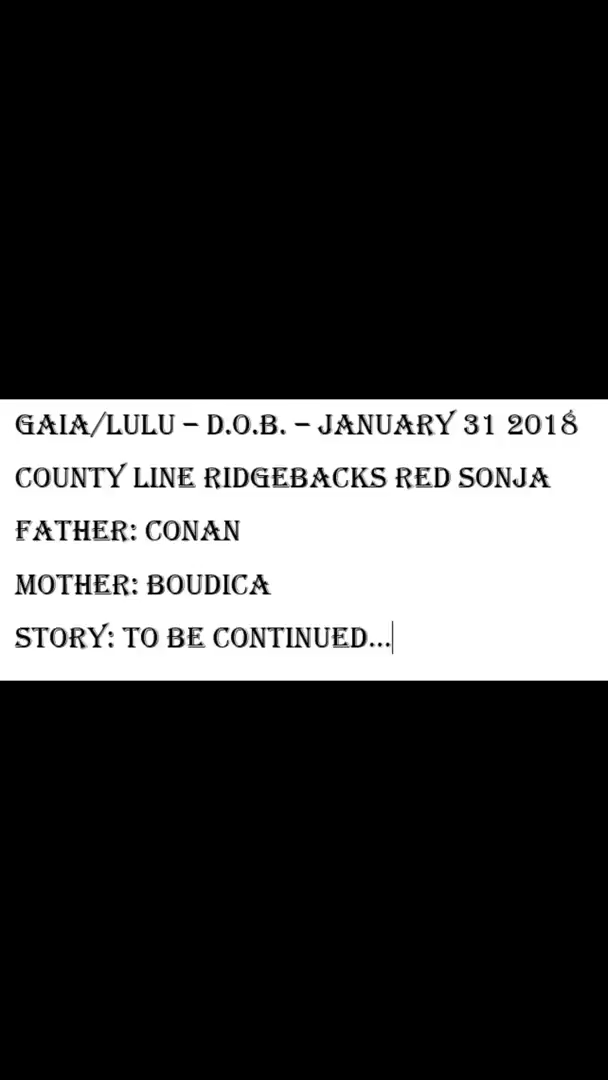 GAIA/LULU – D.O.B. – JANUARY 31 2018
COUNTY LINE RIDGEBACKS RED SONJA
FATHER: CONAN
MOTHER: BOUDICA
STORY: TO BE CONTINUED...